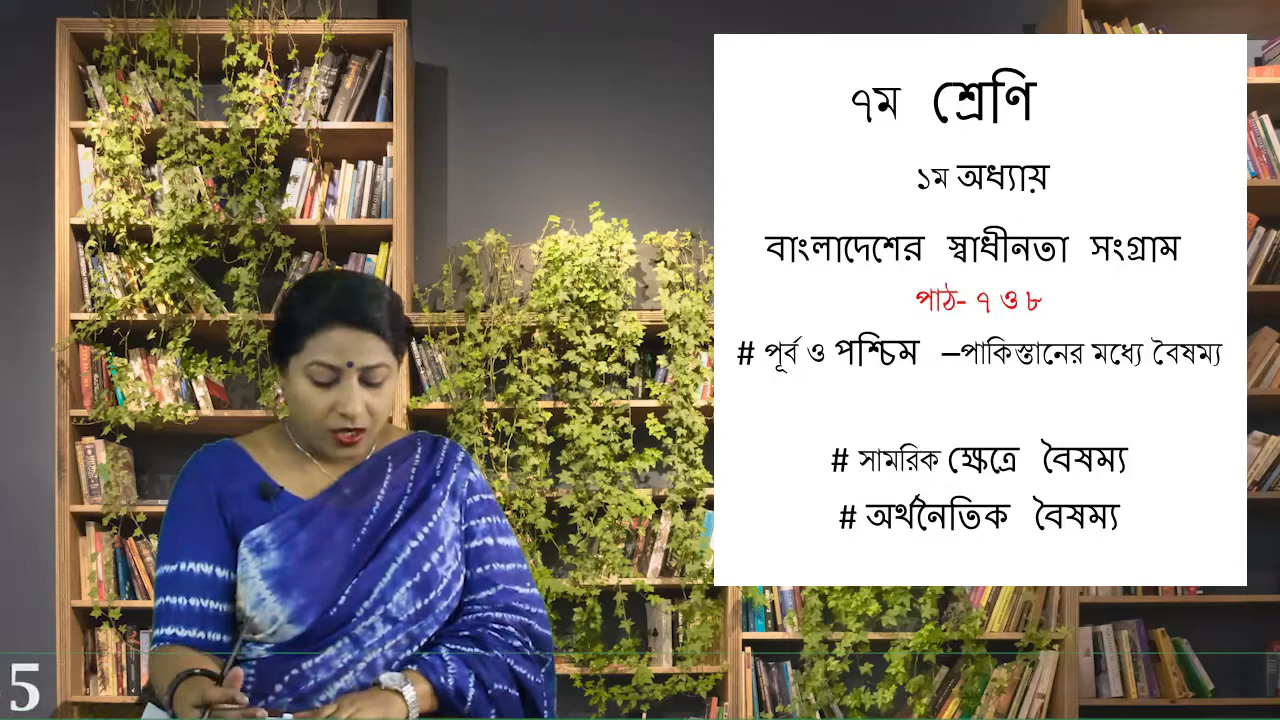 ৭ম শ্রেণি
১ম অধ্যায়
বাংলাদেশের স্বাধীনতা সংগ্রাম
পাঠ- ৭ ও ৮
# পূর্ব ও পশ্চিম –পাকিস্তানের মধ্যে বৈষম্য
# সামরিক ক্ষেত্রে বৈষম্য
# অর্থনৈতিক বৈষম্য
5